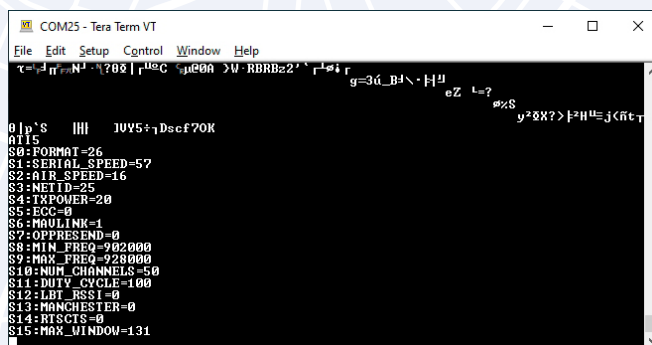 COM25 - Tera Term VT
File Edit Setup Control Window Help
ATI5
S0:FORMAT=26
S1:SERIAL_SPEED=57
S2:AIR_SPEED=16
S3:NETID=25
S4:TXPOWER=20
S5:ECC=0
S6:MAVLINK=1
S7:OPPRESEND=0
S8:MIN_FREQ=902000
S9:MAX_FREQ=928000
S10:NUM_CHANNELS=50
S11:DUTY_CYCLE=100
S12:LBT_RSSI=0
S13:MANCHESTER=0
S14:RTSCTS=0
S15:MAX_WINDOW=131